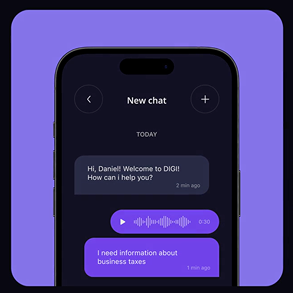 New chat
TODAY
Hi, Daniel! Welcome to DIGI!
How can i help you?
2 min ago
0:30
I need information about
business taxes
1 min ago